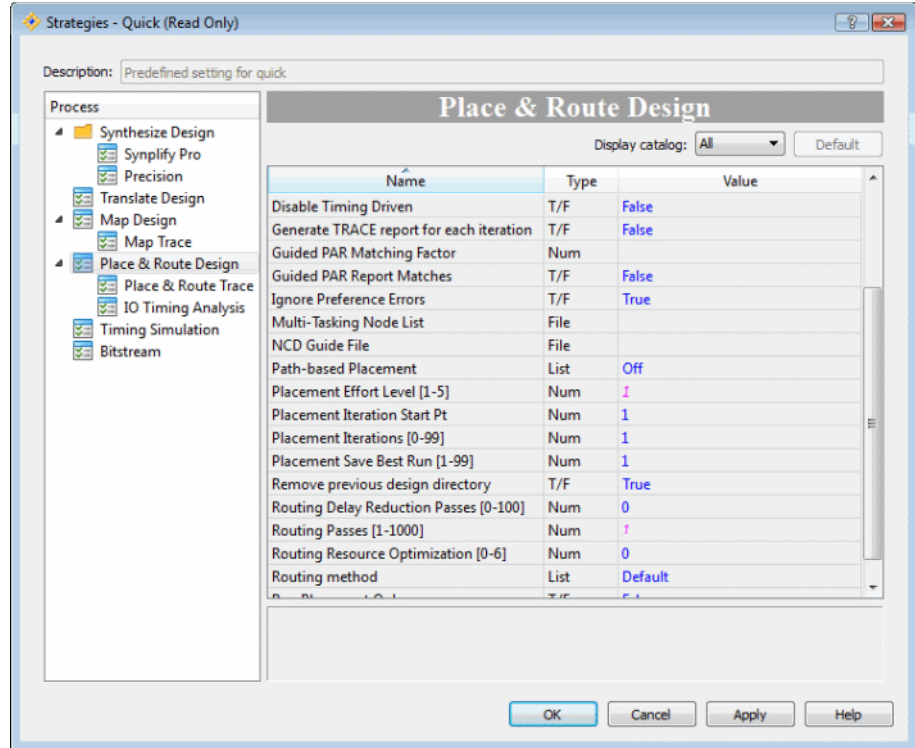 Strategies - Quick (Read Only)
Description: Predefined setting for quick
Process
Synthesize Design
Synplify Pro
Precision
Translate Design
Map Design
Map Trace
Place & Route Design
Place & Route Trace
IO Timing Analysis
Timing Simulation
Bitstream
Place & Route Design
Display catalog: All Default
Name Type Value
Disable Timing Driven T/F False
Generate TRACE report for each iteration T/F False
Guided PAR Matching Factor Num
Guided PAR Report Matches T/F False
Ignore Preference Errors T/F True
Multi-Tasking Node List File
NCD Guide File File
Path-based Placement List Off
Placement Effort Level [1-5] Num 1
Placement Iteration Start Pt Num 1
Placement Iterations [0-99] Num 1
Placement Save Best Run [1-99] Num 1
Remove previous design directory T/F True
Routing Delay Reduction Passes [0-100] Num 0
Routing Passes [1-1000] Num 1
Routing Resource Optimization [0-6] Num 0
Routing method List Default
OK Cancel Apply Help